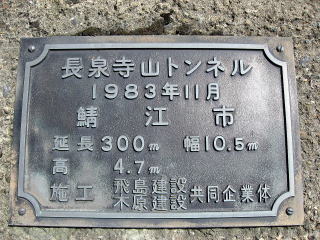 長泉寺山トンネル
1983年11月
鯖江市
延長300m 幅10.5m
高 4.7m
施工 飛島建設 木原建設 共同企業体